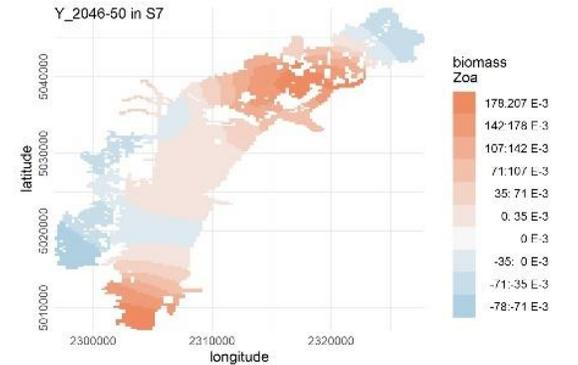 Y_2046-50 in S7
biomass
Zoa
178.207 E-3
142:178 E-3
107:142 E-3
71:107 E-3
35: 71 E-3
0: 35 E-3
0 E-3
-35: 0 E-3
-71:-35 E-3
-78:-71 E-3
latitude
5040000
5030000
5020000
5010000
2300000
2310000
2320000
longitude